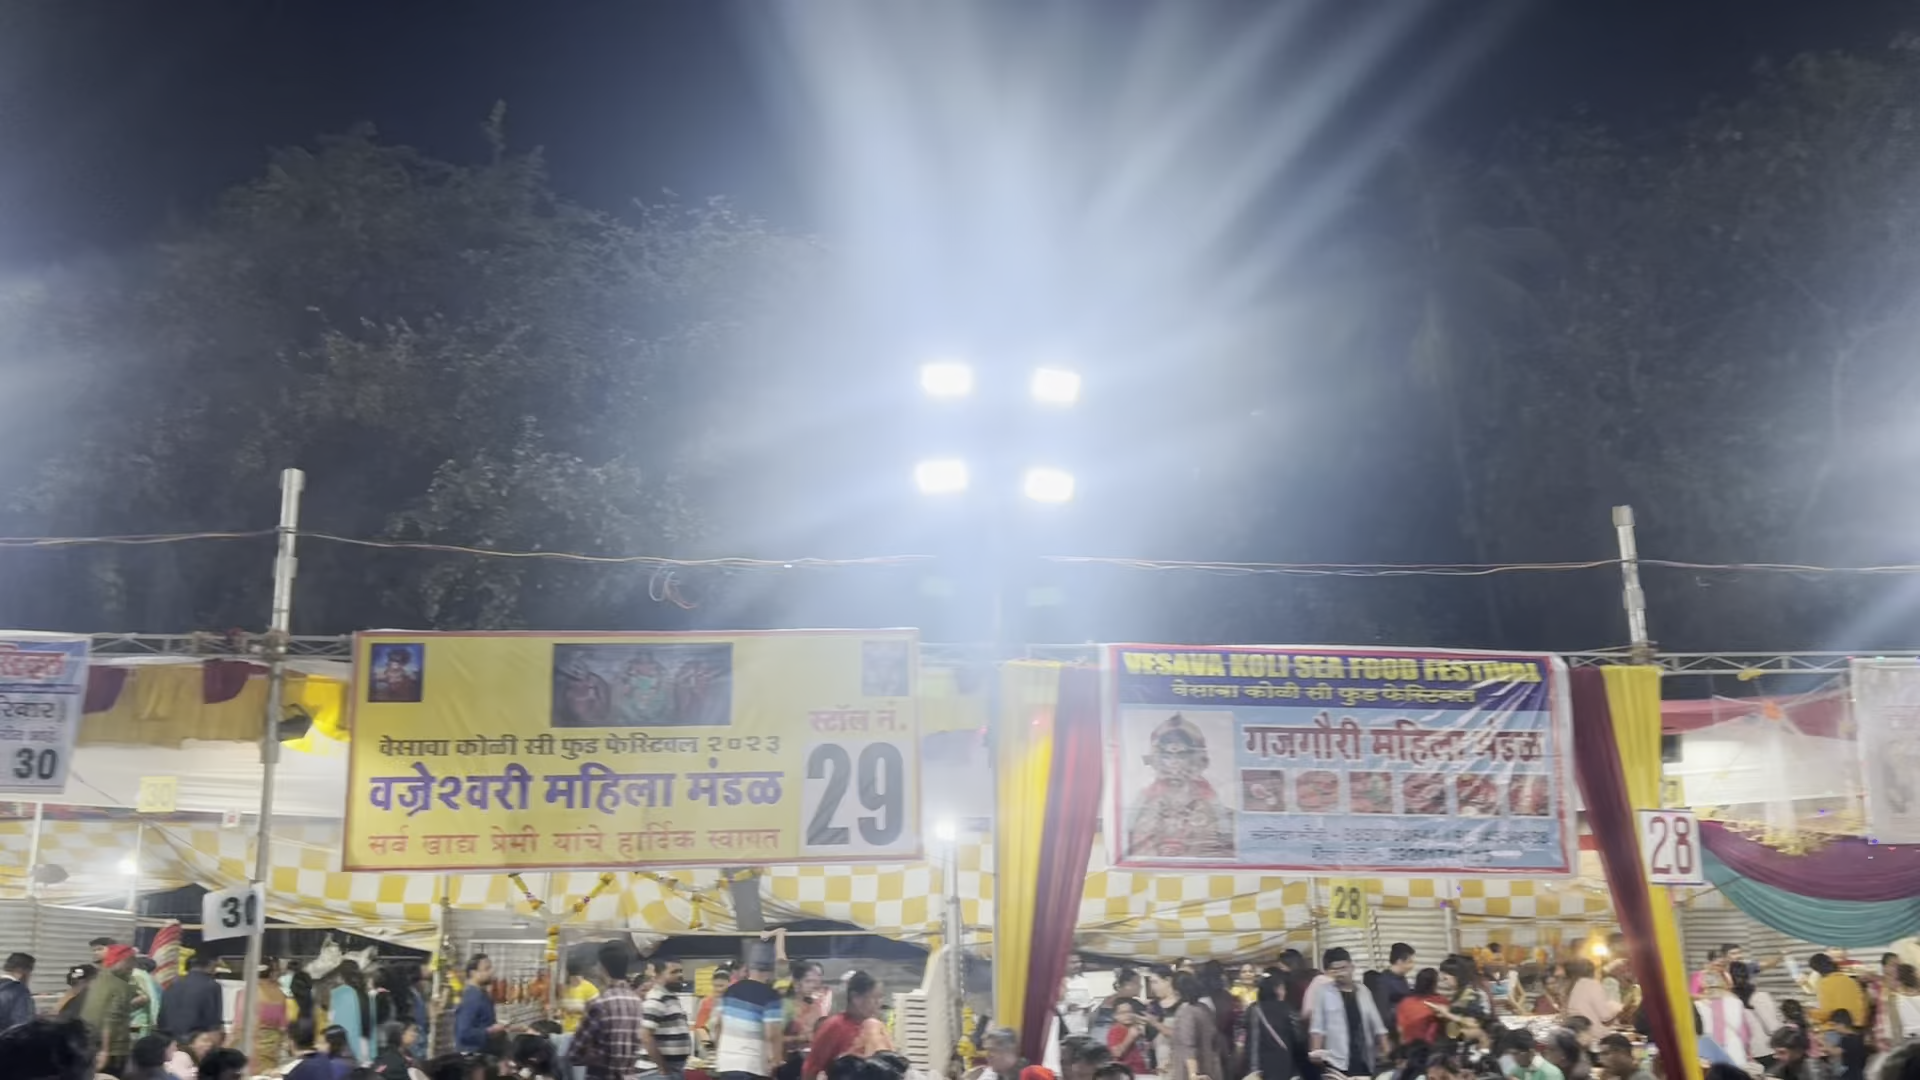 30
30
30
स्टॉल नं.
29
वेसावा कोळी सी फुड फेस्टिवल २०२३
वज्रेश्वरी महिला मंडळ
सर्व खाद्य प्रेमी यांचे हार्दिक स्वागत
VESAVA KOLI SEA FOOD FESTIVAL
वेसावा कोळी सी फुड फेस्टिवल
गजगौरी महिला मंडळ
28
28